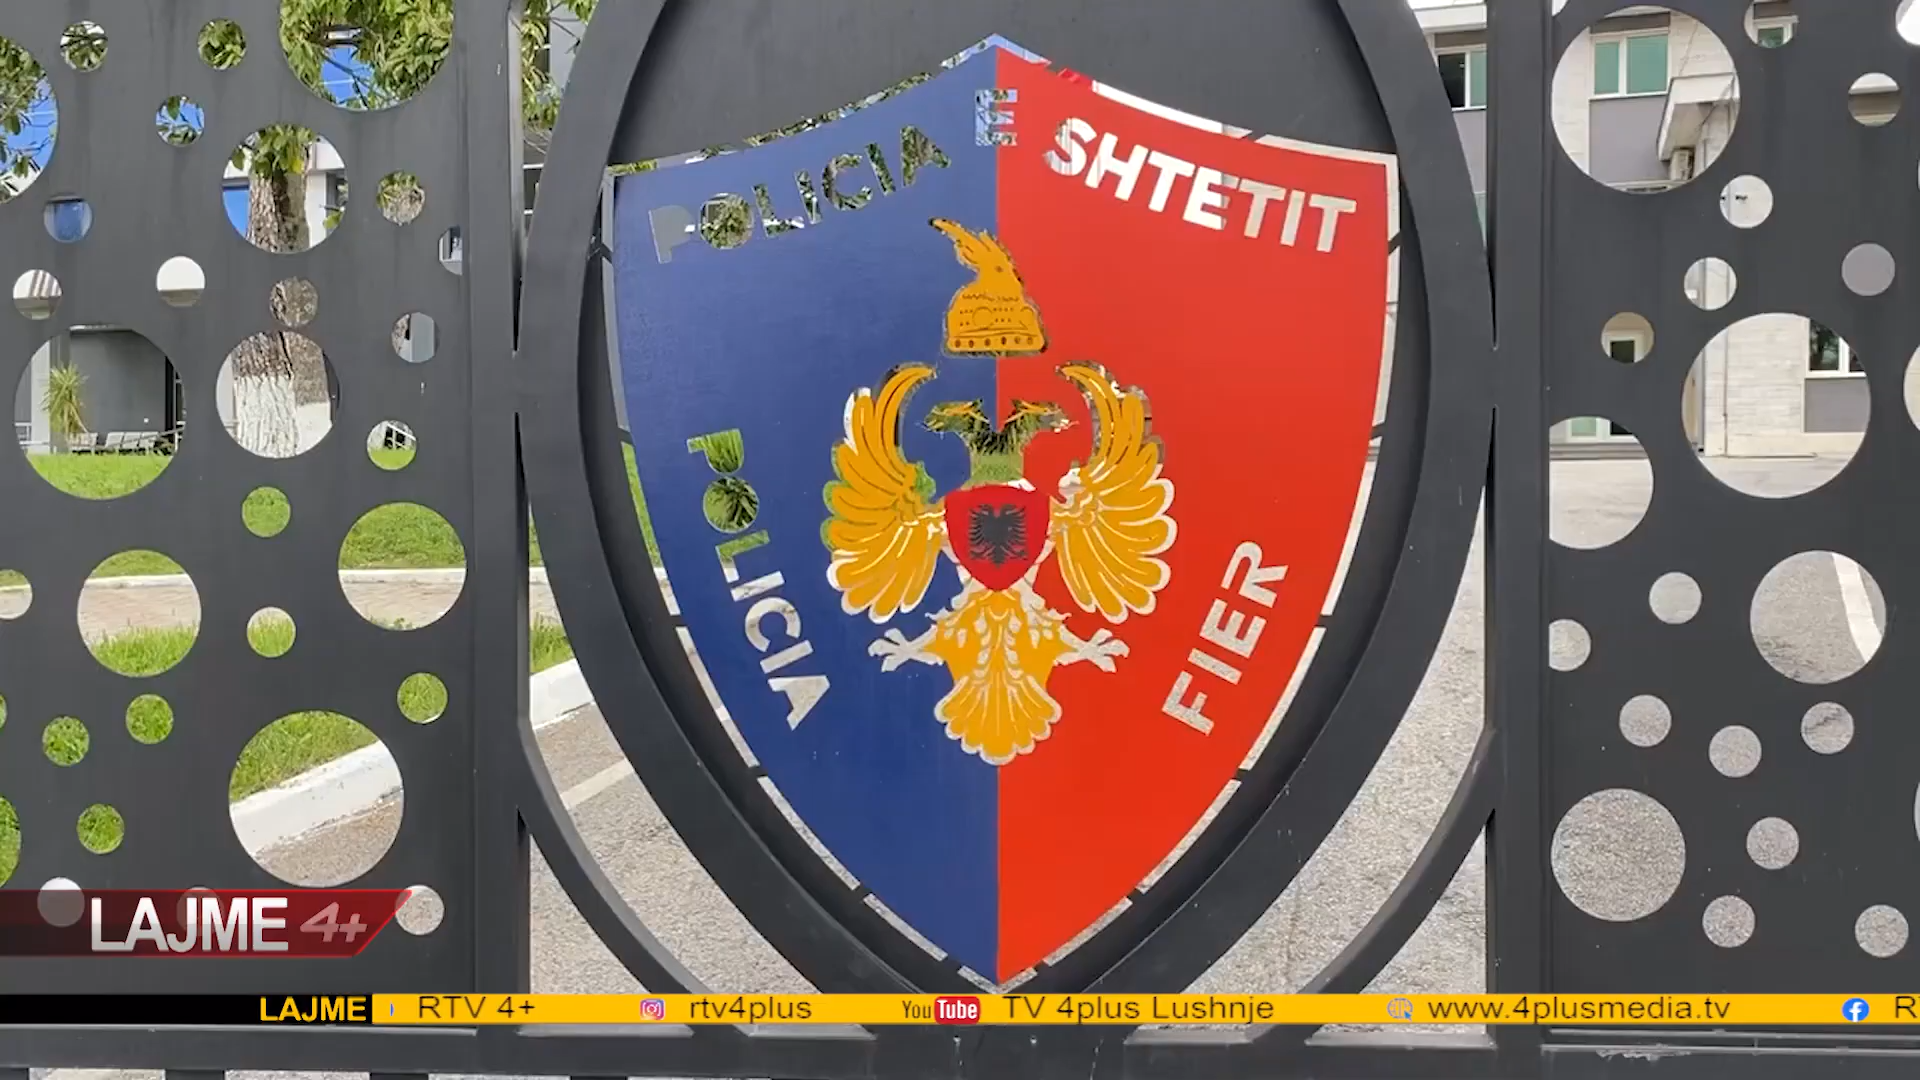 POLICIA E SHTETIT
POLICIA
FIER
LAJME 4+
LAJME RTV 4+ rtv4plus YouTube TV 4plus Lushnje www.4plusmedia.tv